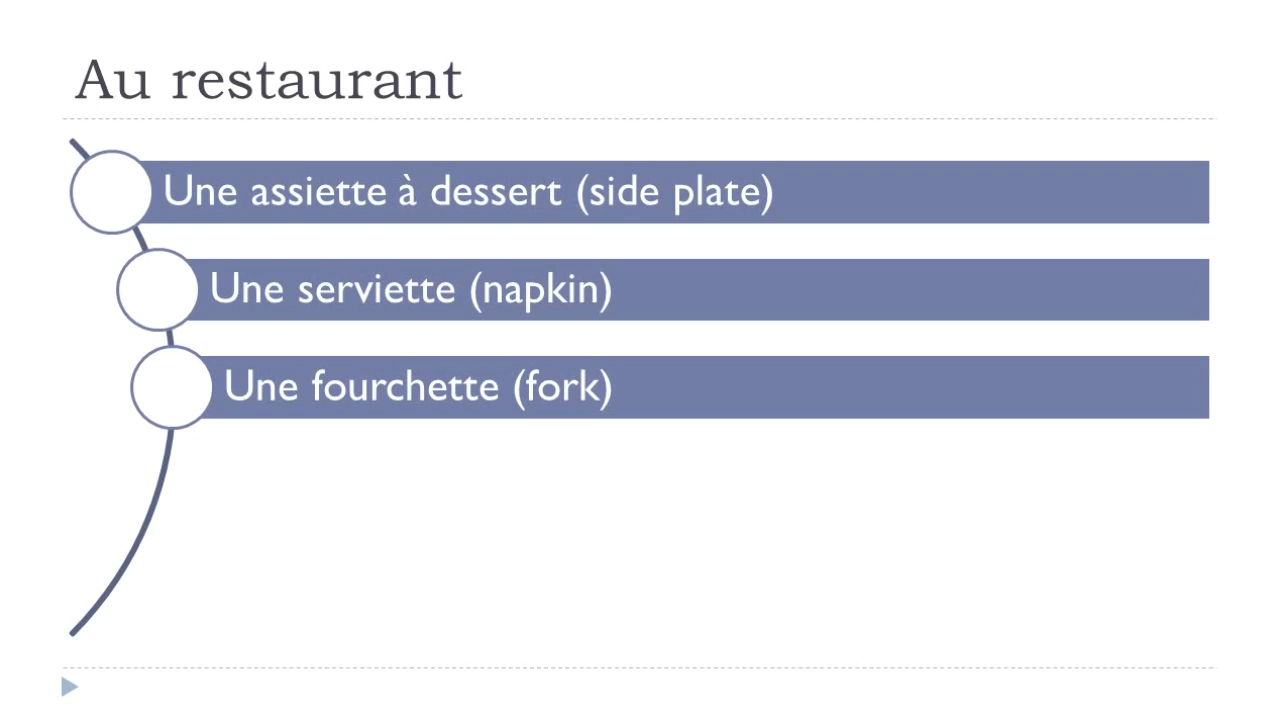 Au restaurant
Une assiette à dessert (side plate)
Une serviette (napkin)
Une fourchette (fork)